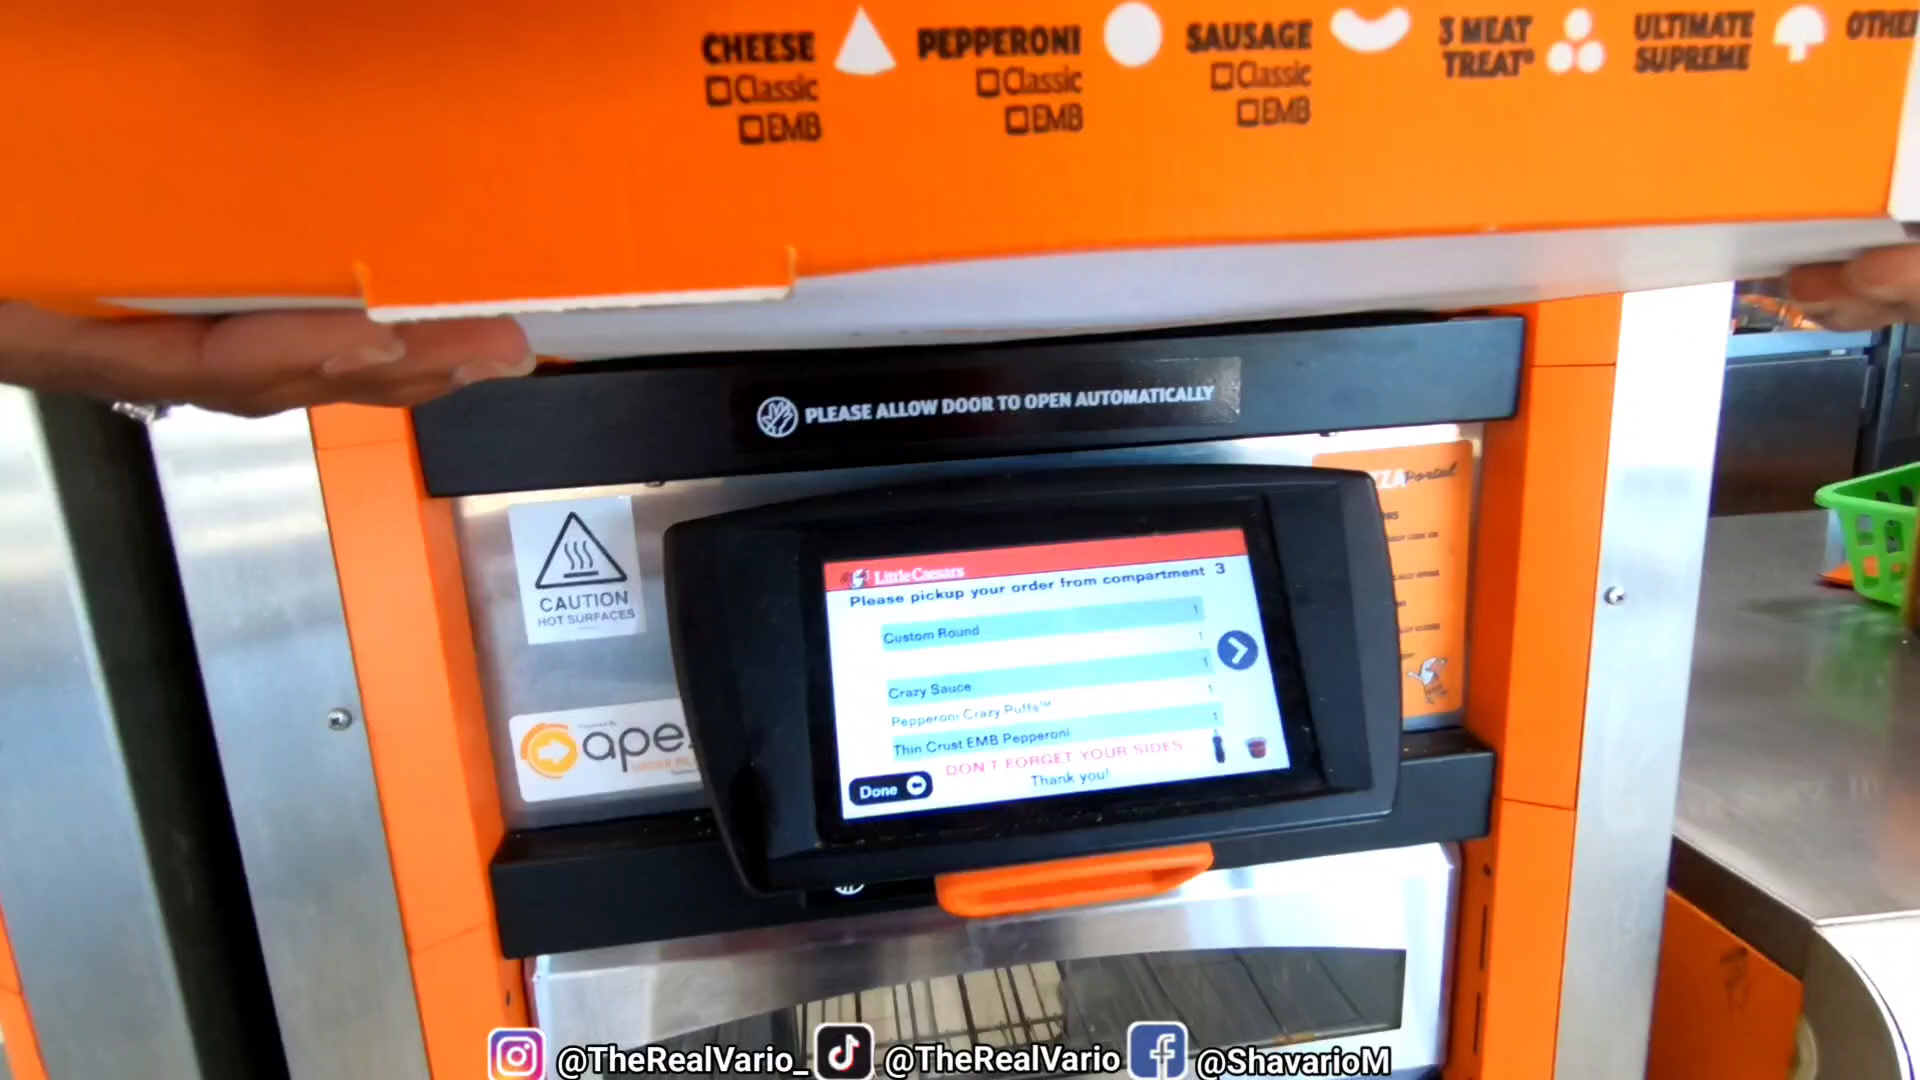 CHEESE
☐ Classic
☐ EMB
PEPPERONI
☐ Classic
☐ EMB
SAUSAGE
☐ Classic
☐ EMB
3 MEAT
TREAT®
ULTIMATE
SUPREME
PLEASE ALLOW DOOR TO OPEN AUTOMATICALLY
CAUTION
HOT SURFACES
Portal
Little Caesars
Please pickup your order from compartment 3
Custom Round 1
1
Crazy Sauce 1
Pepperoni Crazy Puffs™ 1
Thin Crust EMB Pepperoni 1
DON'T FORGET YOUR SIDES
Thank you!
Done
@TheRealVario_ @TheRealVario @ShavarioM